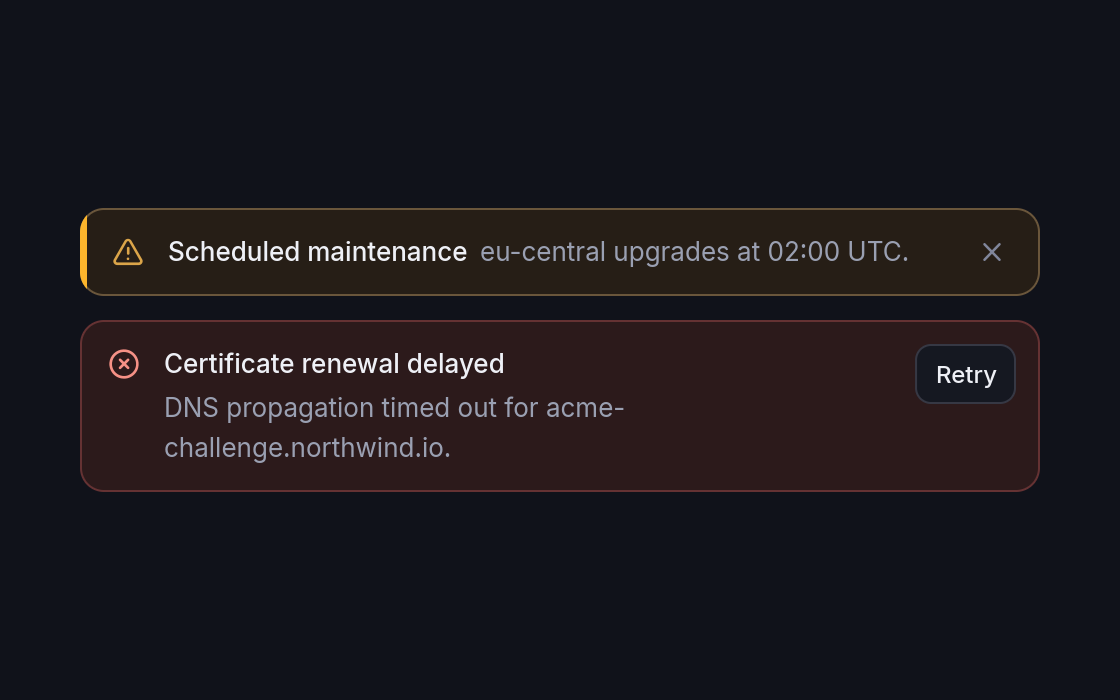 Scheduled maintenance eu-central upgrades at 02:00 UTC.
Certificate renewal delayed
Retry
DNS propagation timed out for acme-
challenge.northwind.io.